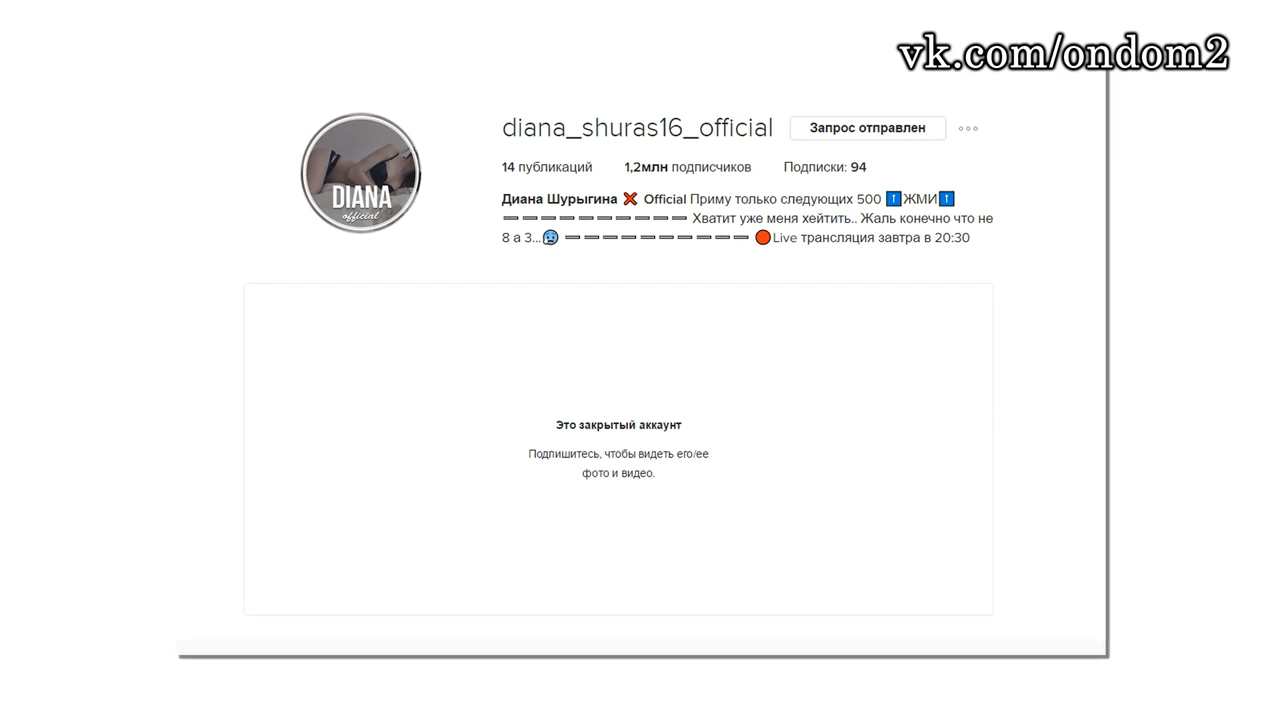 vk.com/ondom2
diana_shuras16_official Запрос отправлен
14 публикаций 1,2млн подписчиков Подписки: 94
Диана Шурыгина ❌ Official Приму только следующих 500 ⬆️ЖМИ⬆️
➖➖➖➖➖➖➖➖➖➖ Хватит уже меня хейтить.. Жаль конечно что не
8 а 3...😰 ➖➖➖➖➖➖➖➖➖➖ 🔴Live трансляция завтра в 20:30
DIANA
official
Это закрытый аккаунт
Подпишитесь, чтобы видеть его/ее
фото и видео.